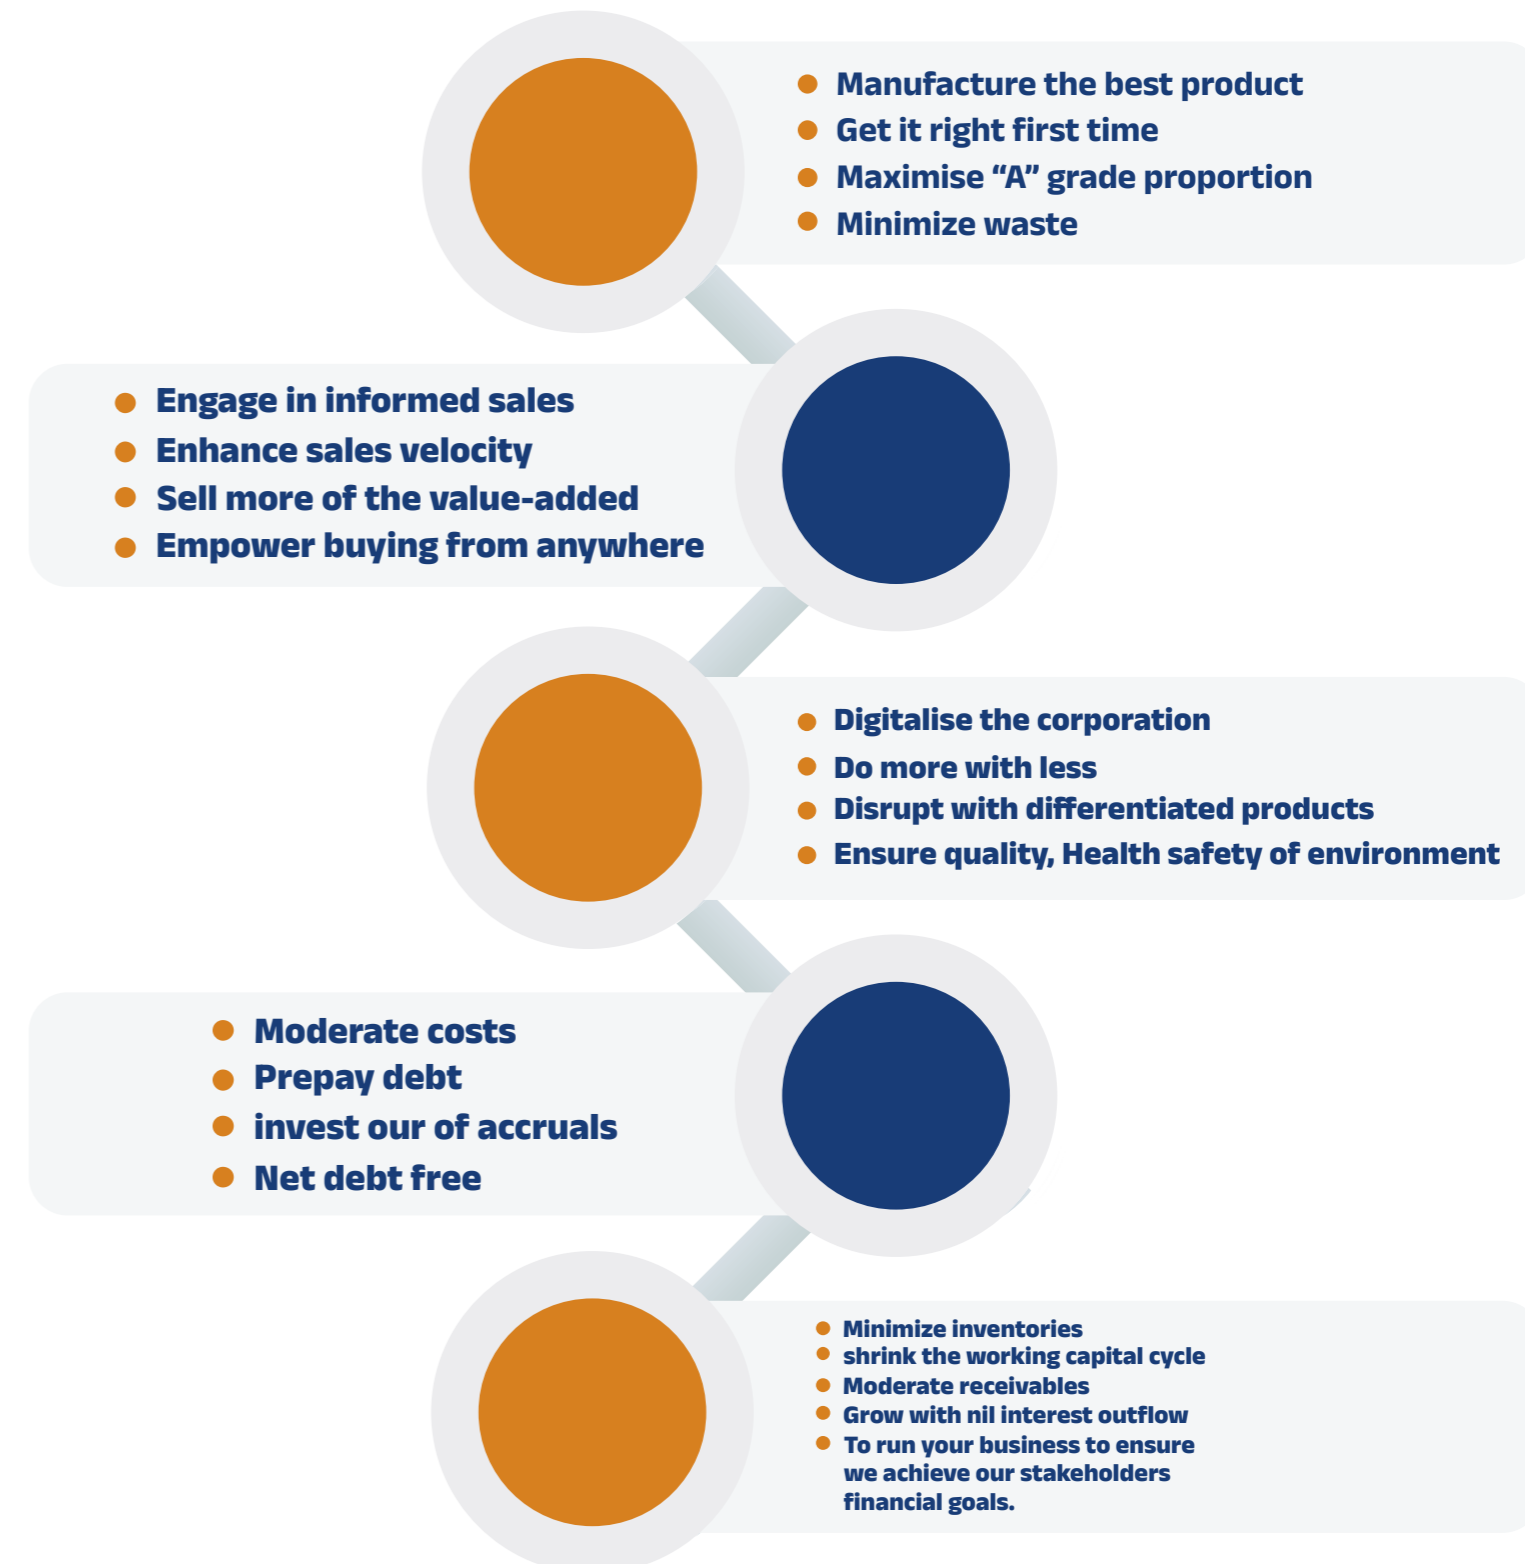 Manufacture the best product
Get it right first time
Maximise “A” grade proportion
Minimize waste
Engage in informed sales
Enhance sales velocity
Sell more of the value-added
Empower buying from anywhere
Digitalise the corporation
Do more with less
Disrupt with differentiated products
Ensure quality, Health safety of environment
Moderate costs
Prepay debt
invest our of accruals
Net debt free
Minimize inventories
shrink the working capital cycle
Moderate receivables
Grow with nil interest outflow
To run your business to ensure
we achieve our stakeholders
financial goals.